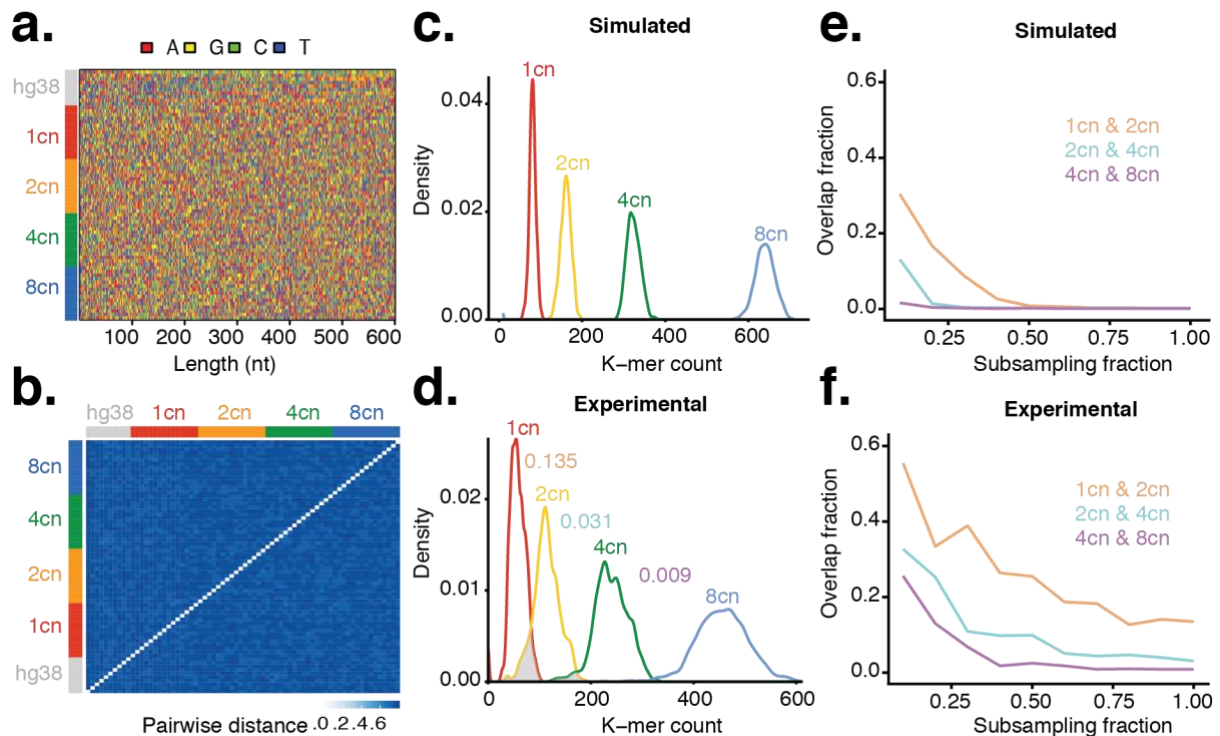 a.
A G C T
hg38
1cn
2cn
4cn
8cn
100 200 300 400 500 600
Length (nt)
b.
hg38 1cn 2cn 4cn 8cn
8cn
4cn
2cn
1cn
hg38
Pairwise distance .0 .2.4.6
c.
Simulated
1cn
2cn
4cn
8cn
Density
0.04
0.02
0.00
0 200 400 600
K-mer count
d.
Experimental
1cn
0.135
2cn
0.031
4cn
0.009
8cn
Density
0.02
0.01
0.00
0 200 400 600
K-mer count
e.
Simulated
1cn & 2cn
2cn & 4cn
4cn & 8cn
Overlap fraction
0.6
0.4
0.2
0.0
0.25 0.50 0.75 1.00
Subsampling fraction
f.
Experimental
1cn & 2cn
2cn & 4cn
4cn & 8cn
Overlap fraction
0.6
0.4
0.2
0.0
0.25 0.50 0.75 1.00
Subsampling fraction